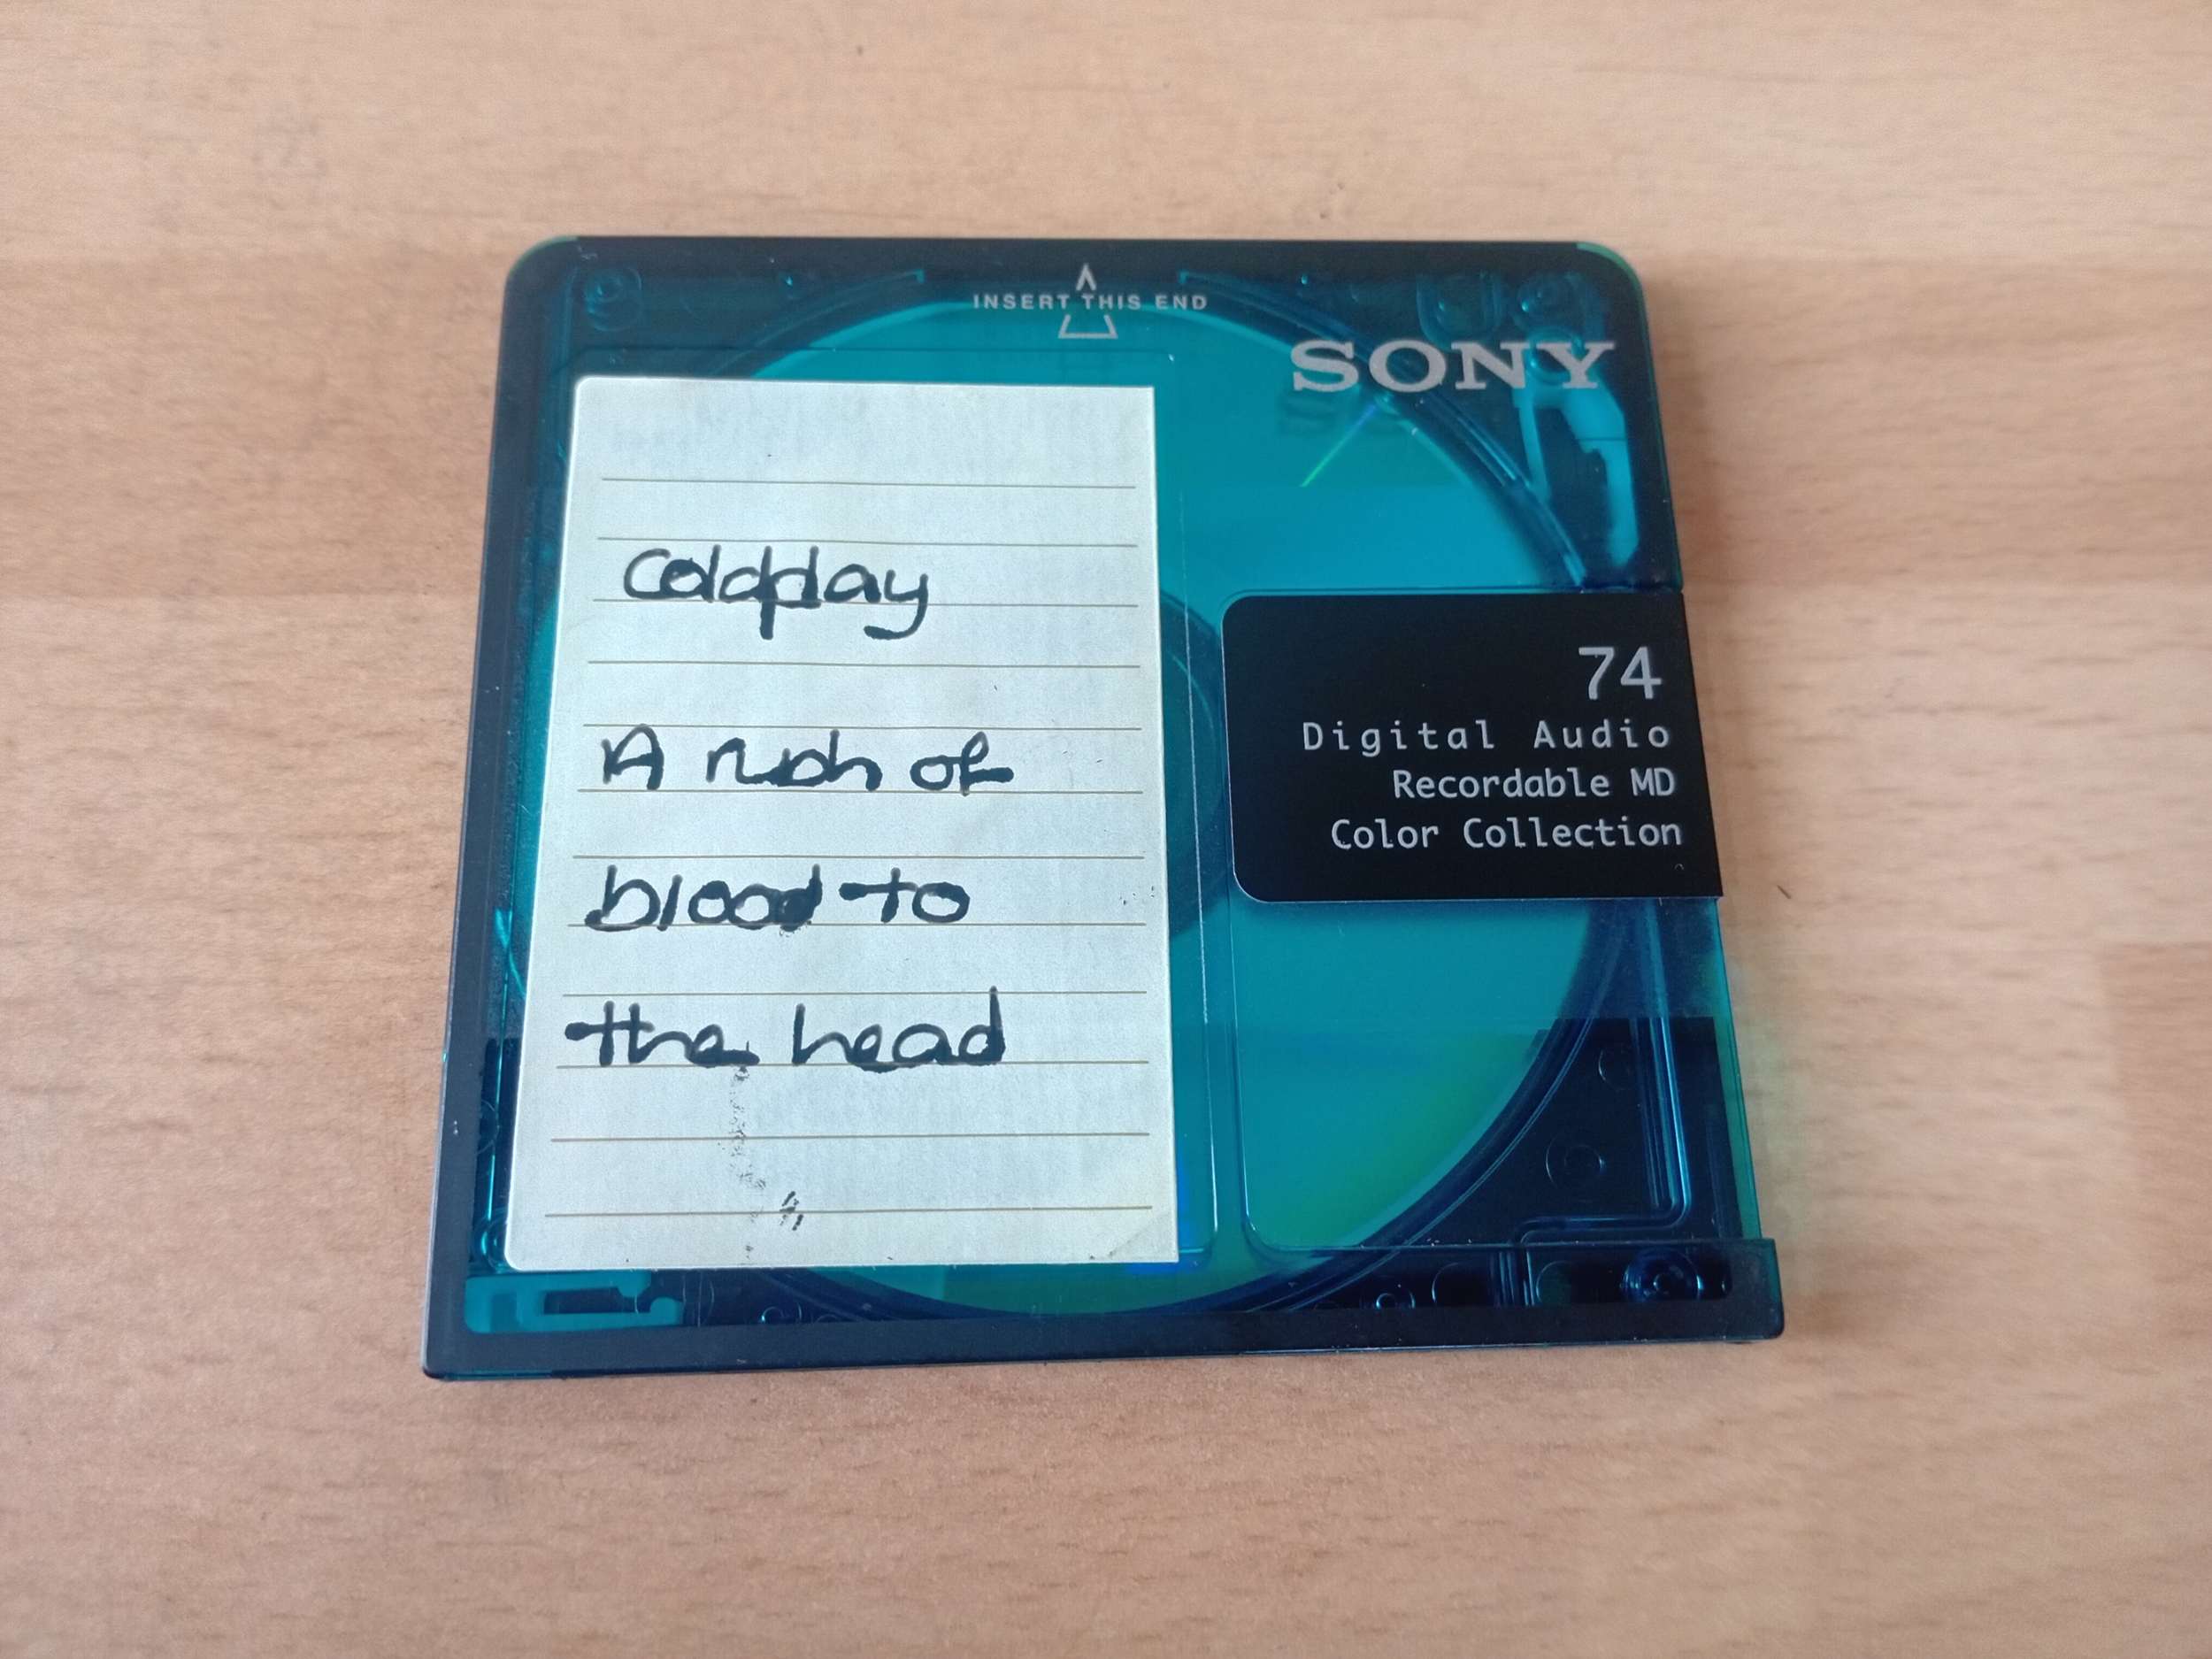 INSERT THIS END
SONY
Coldplay
A rush of
blood to
the head
74
Digital Audio
Recordable MD
Color Collection